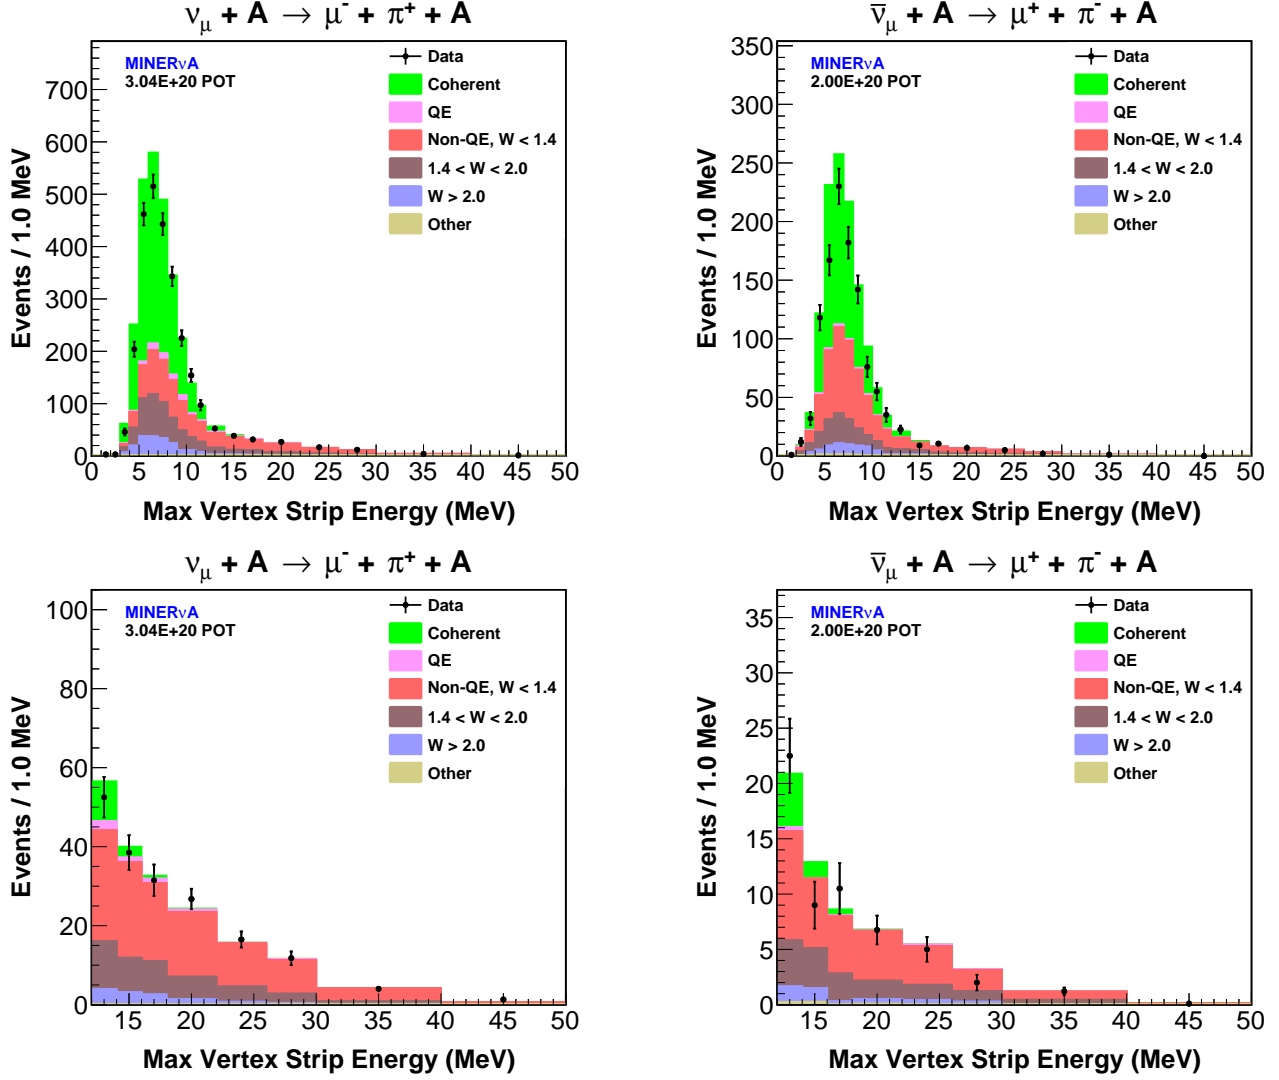 νμ + A → μ- + π+ + A
MINERνA
3.04E+20 POT
Data
Coherent
QE
Non-QE, W < 1.4
1.4 < W < 2.0
W > 2.0
Other
Events / 1.0 MeV
700
600
500
400
300
200
100
0
0 5 10 15 20 25 30 35 40 45 50
Max Vertex Strip Energy (MeV)
ν̅μ + A → μ+ + π- + A
MINERνA
2.00E+20 POT
Data
Coherent
QE
Non-QE, W < 1.4
1.4 < W < 2.0
W > 2.0
Other
Events / 1.0 MeV
350
300
250
200
150
100
50
0
0 5 10 15 20 25 30 35 40 45 50
Max Vertex Strip Energy (MeV)
νμ + A → μ- + π+ + A
MINERνA
3.04E+20 POT
Data
Coherent
QE
Non-QE, W < 1.4
1.4 < W < 2.0
W > 2.0
Other
Events / 1.0 MeV
100
80
60
40
20
0
15 20 25 30 35 40 45 50
Max Vertex Strip Energy (MeV)
ν̅μ + A → μ+ + π- + A
MINERνA
2.00E+20 POT
Data
Coherent
QE
Non-QE, W < 1.4
1.4 < W < 2.0
W > 2.0
Other
Events / 1.0 MeV
35
30
25
20
15
10
5
0
15 20 25 30 35 40 45 50
Max Vertex Strip Energy (MeV)